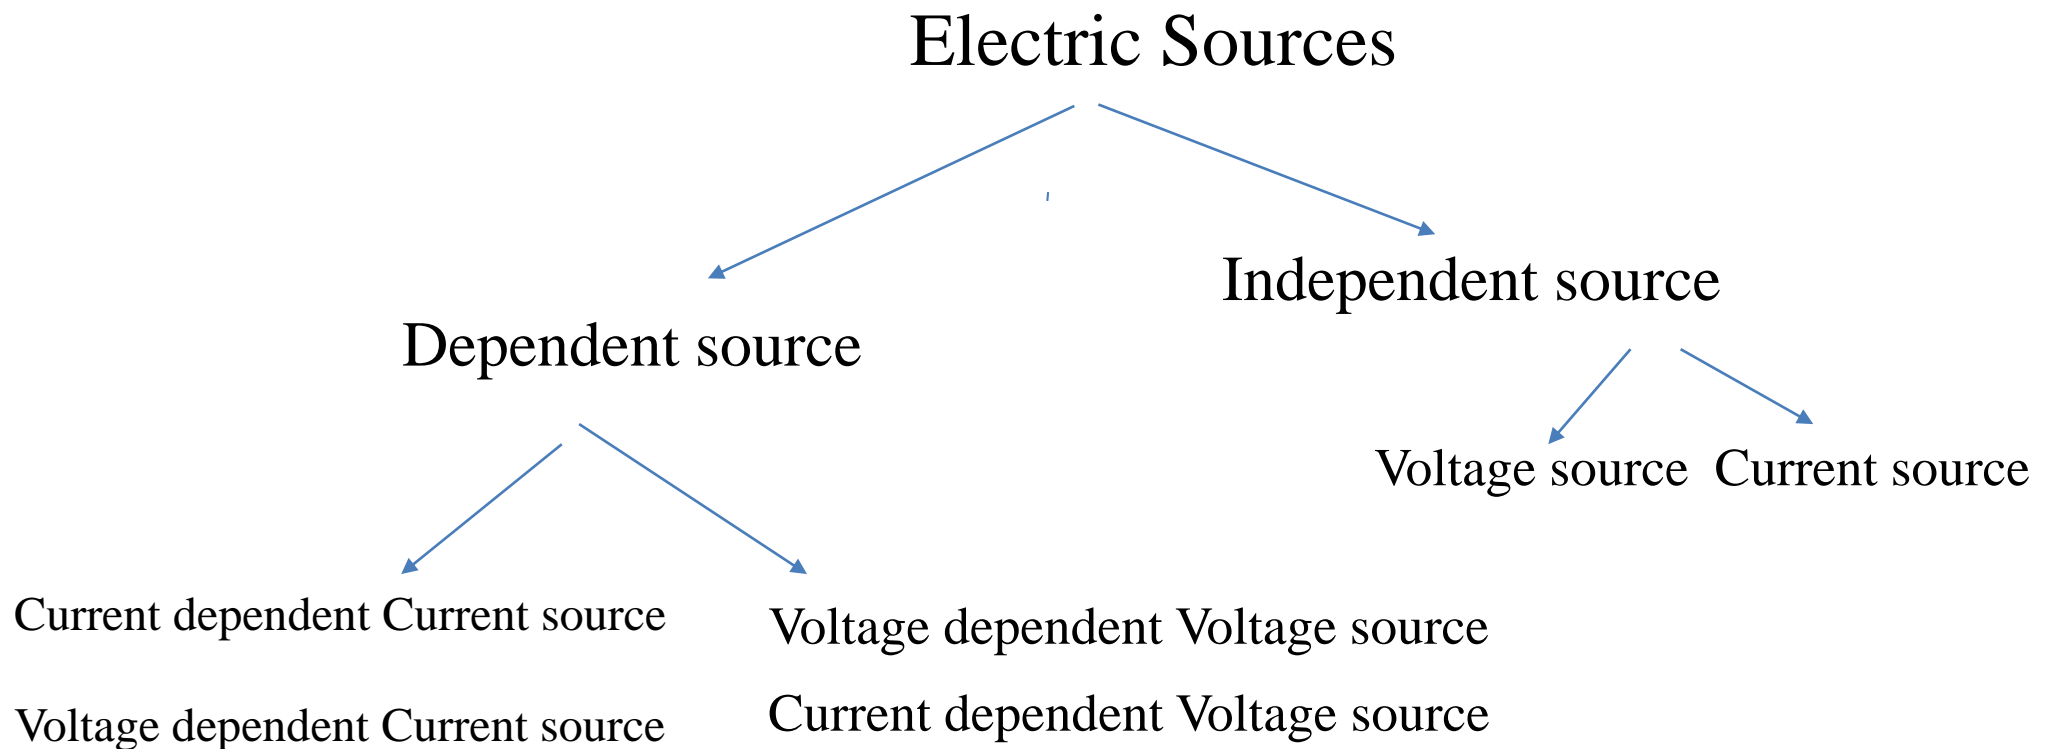 Electric Sources
Independent source
Dependent source
Voltage source
Current source
Current dependent Current source
Voltage dependent Voltage source
Voltage dependent Current source
Current dependent Voltage source